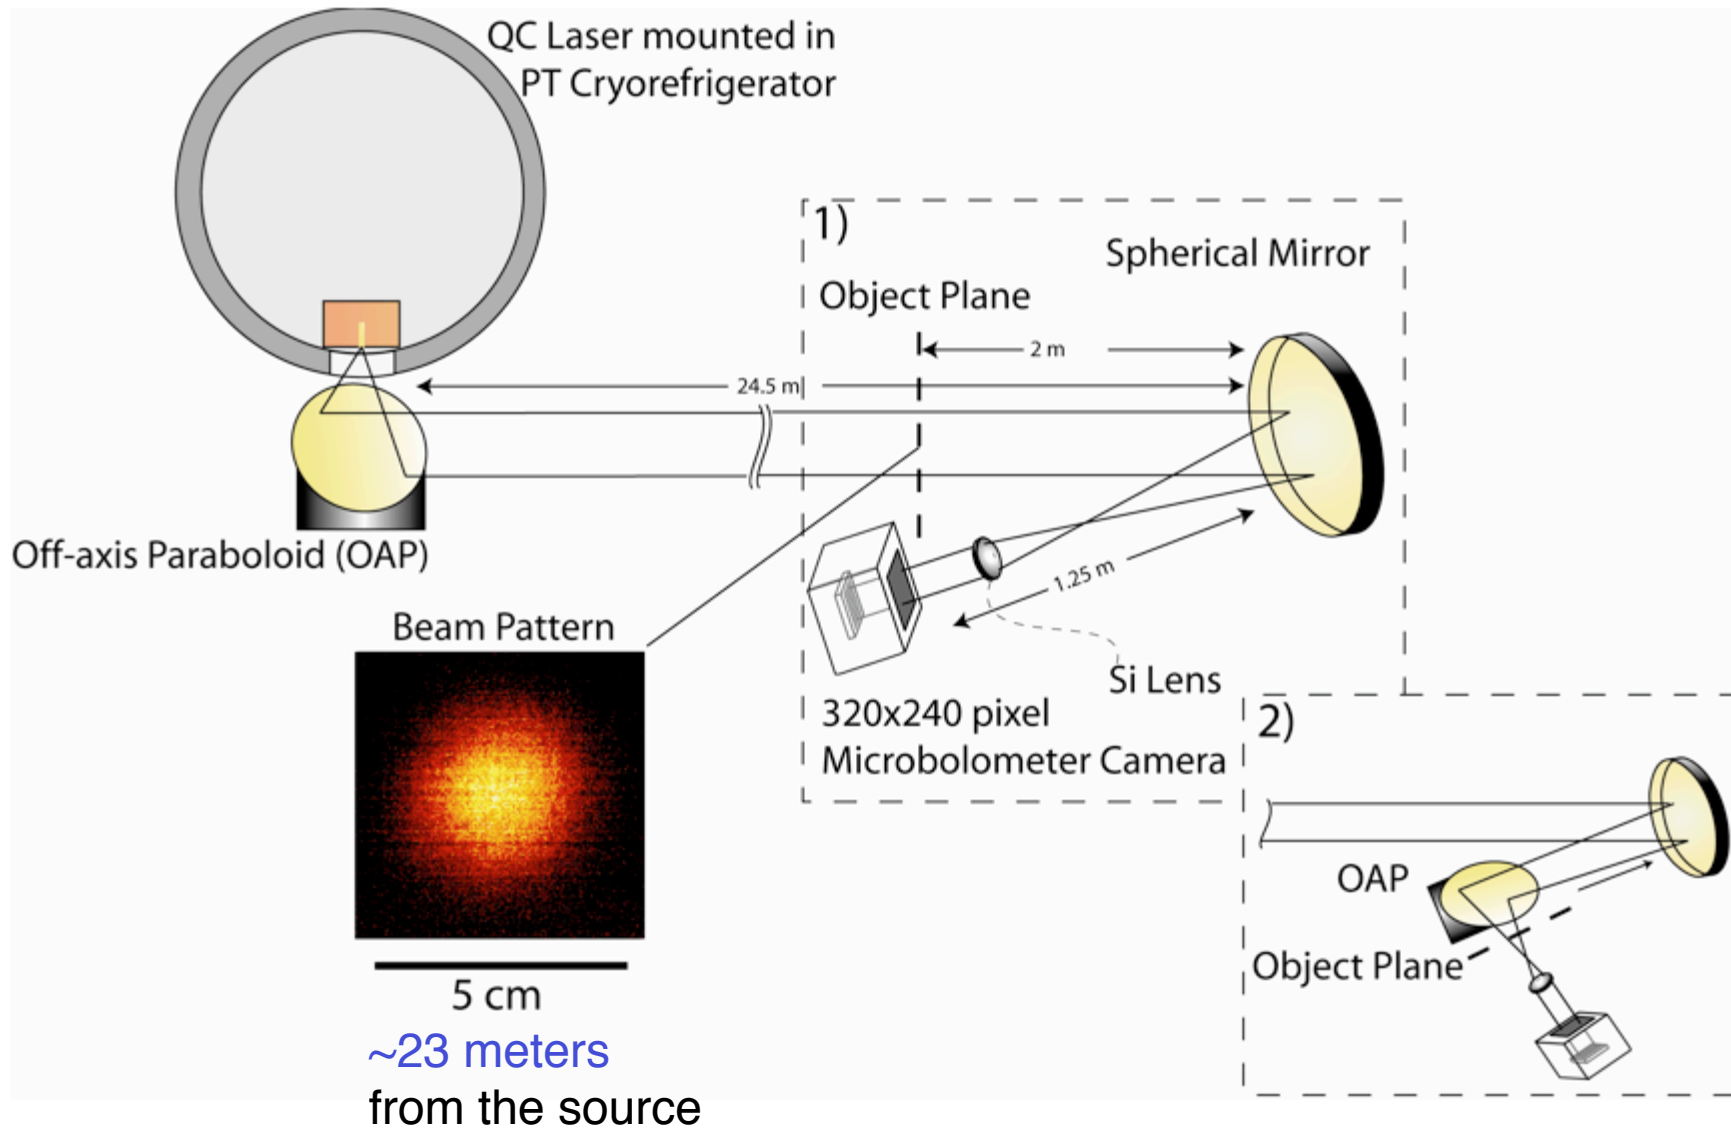 QC Laser mounted in
PT Cryorefrigerator
1)
Spherical Mirror
Object Plane
2 m
24.5 m
Off-axis Paraboloid (OAP)
1.25 m
Beam Pattern
Si Lens
320x240 pixel
Microbolometer Camera
2)
OAP
Object Plane
5 cm
~23 meters
from the source